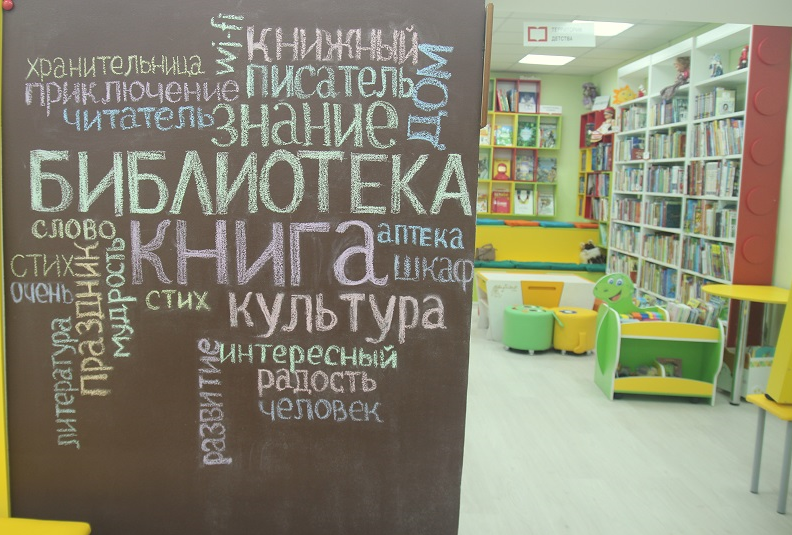 wi-fi
книжный
хранительница
писатель
дом
приключение
читатель
знание
БИБЛИОТЕКА
слово
книга
аптека
стих
праздник
мудрость
шкаф
очень
стих
культура
литература
развитие
интересный
радость
человек
детства